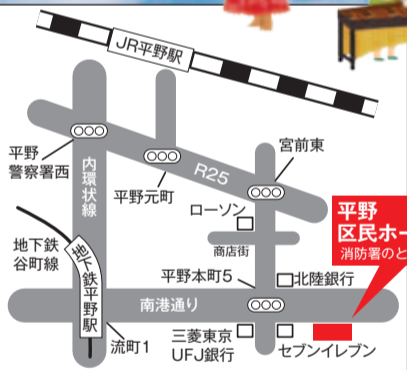 JR平野駅
平野
警察署西
内環状線
平野元町
R25
宮前東
ローソン
商店街
平野
区民ホー
消防署のと
地下鉄
谷町線
地下鉄平野駅
平野本町5
北陸銀行
南港通り
流町1
三菱東京
UFJ銀行
セブンイレブン